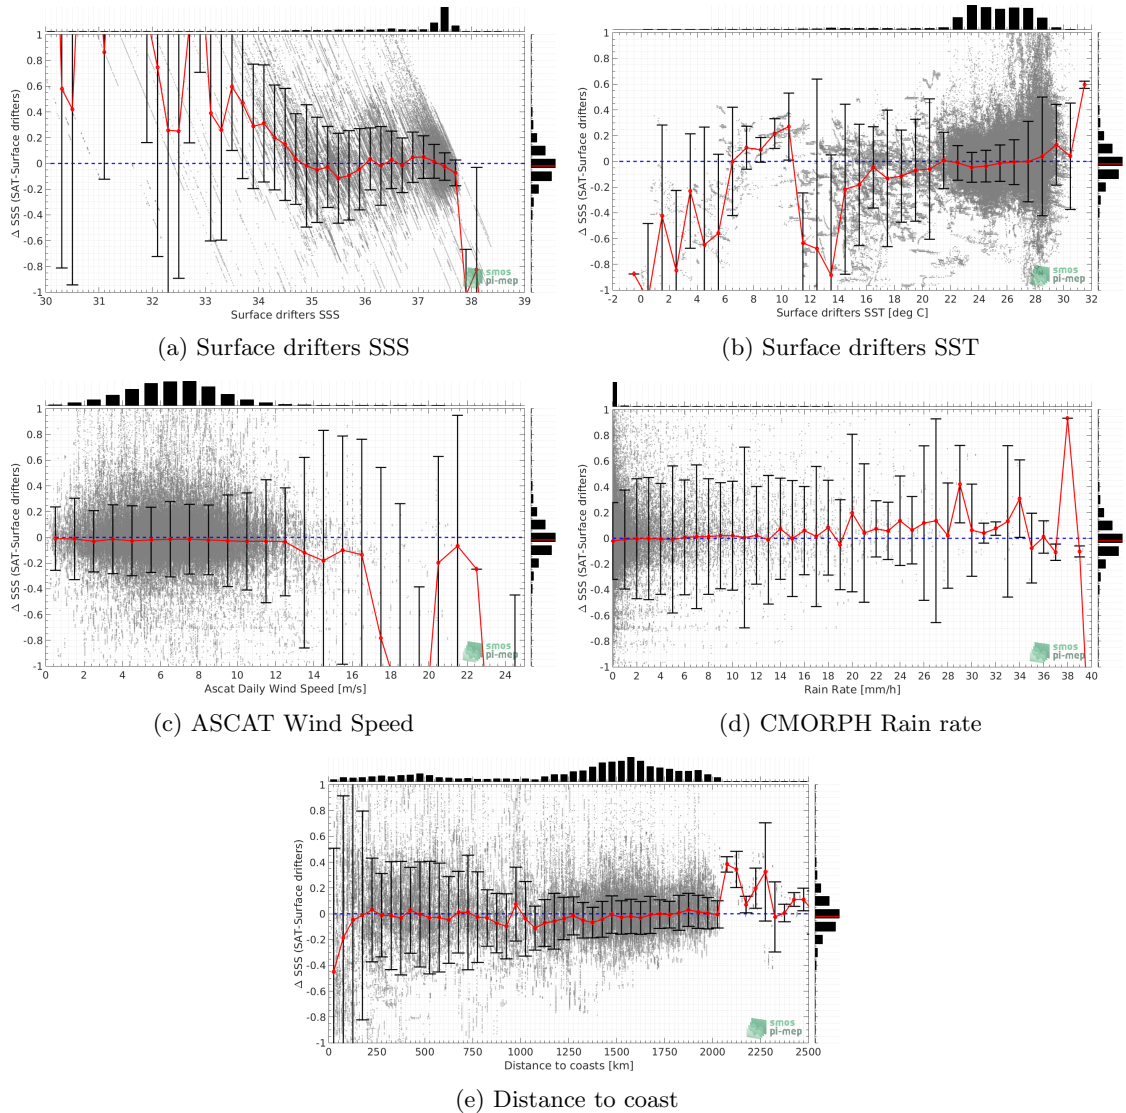 1
0.8
0.6
0.4
0.2
0
-0.2
-0.4
-0.6
-0.8
-1
Δ SSS (SAT-Surface drifters)
30 31 32 33 34 35 36 37 38 39
Surface drifters SSS
smos
pi-mep
(a) Surface drifters SSS
1
0.8
0.6
0.4
0.2
0
-0.2
-0.4
-0.6
-0.8
-1
Δ SSS (SAT-Surface drifters)
-2 0 2 4 6 8 10 12 14 16 18 20 22 24 26 28 30 32
Surface drifters SST [deg C]
smos
pi-mep
(b) Surface drifters SST
1
0.8
0.6
0.4
0.2
0
-0.2
-0.4
-0.6
-0.8
-1
Δ SSS (SAT-Surface drifters)
0 2 4 6 8 10 12 14 16 18 20 22 24
Ascat Daily Wind Speed [m/s]
smos
pi-mep
(c) ASCAT Wind Speed
1
0.8
0.6
0.4
0.2
0
-0.2
-0.4
-0.6
-0.8
-1
Δ SSS (SAT-Surface drifters)
0 2 4 6 8 10 12 14 16 18 20 22 24 26 28 30 32 34 36 38 40
Rain Rate [mm/h]
smos
pi-mep
(d) CMORPH Rain rate
1
0.8
0.6
0.4
0.2
0
-0.2
-0.4
-0.6
-0.8
-1
Δ SSS (SAT-Surface drifters)
0 250 500 750 1000 1250 1500 1750 2000 2250 2500
Distance to coasts [km]
smos
pi-mep
(e) Distance to coast